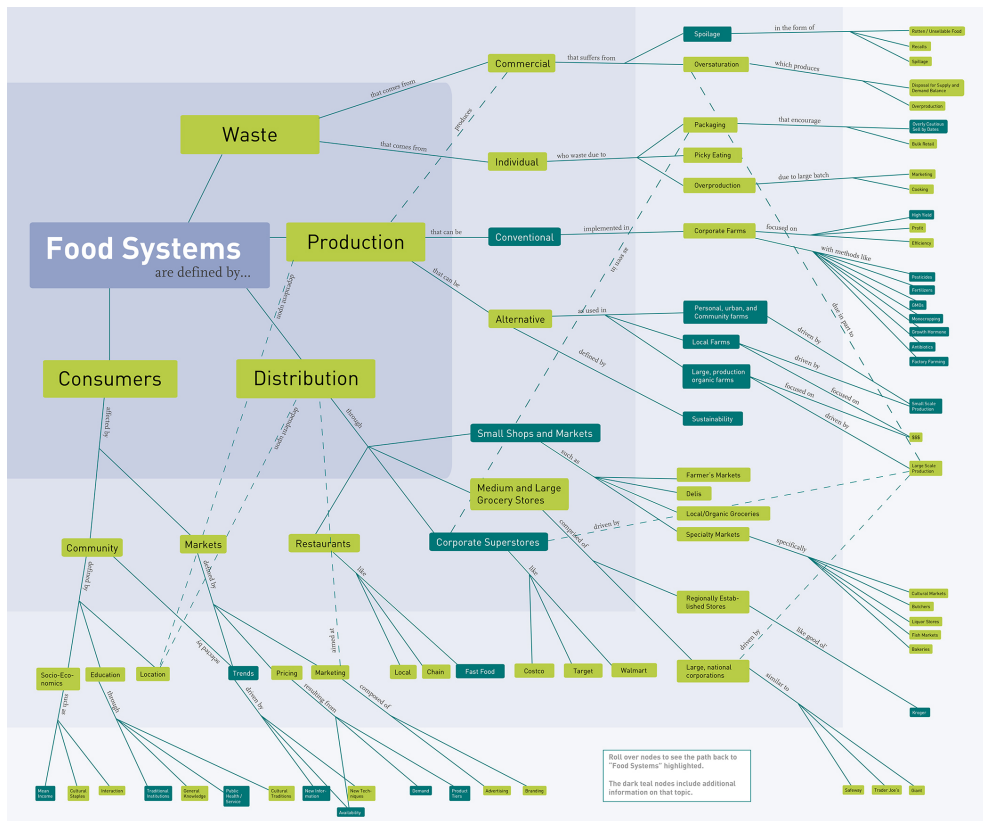 Spoilage
in the form of
Rotten / Unsellable Food
Recalls
Spillage
Commercial
that suffers from
Oversaturation
which produces
Disposal for Supply and
Demand Balance
Overproduction
that comes from
produces
Waste
that comes from
Individual
who waste due to
Packaging
that encourage
Overly Cautious
Sell by Dates
Bulk Retail
Picky Eating
Overproduction
due to large batch
Marketing
Cooking
Food Systems
are defined by...
Production
that can be
Conventional
implemented in
Corporate Farms
focused on
High Yield
Profit
Efficiency
with methods like
Pesticides
Fertilizers
GMOs
Monocropping
Growth Hormone
Antibiotics
Factory Farming
as seen in
dependent upon
that can be
due in part to
Alternative
as used in
Personal, urban, and
Community farms
driven by
Local Farms
driven by
focused on
Large, production
organic farms
focused on
driven by
defined by
Sustainability
Small Scale
Production
$$$
Large Scale
Production
Consumers
Distribution
affected by
dependent upon
through
Small Shops and Markets
such as
Farmer's Markets
Delis
Local/Organic Groceries
Specialty Markets
specifically
Cultural Markets
Butchers
Liquor Stores
Fish Markets
Bakeries
Medium and Large
Grocery Stores
comprised of
driven by
Regionally Estab-
lished Stores
like good ol'
Kroger
driven by
Large, national
corporations
similar to
Safeway
Trader Joe's
Giant
Community
Markets
Restaurants
Corporate Superstores
defined by
affected by
defined by
like
like
aimed at
Socio-Eco-
nomics
Education
Location
Trends
Pricing
Marketing
Local
Chain
Fast Food
Costco
Target
Walmart
such as
through
driven by
resulting from
composed of
Mean
Income
Cultural
Staples
Interaction
Traditional
Institutions
General
Knowledge
Public
Health /
Service
Cultural
Traditions
New Infor-
mation
New Tech-
niques
Availability
Demand
Product
Tiers
Advertising
Branding
Roll over nodes to see the path back to
"Food Systems" highlighted.
The dark teal nodes include additional
information on that topic.